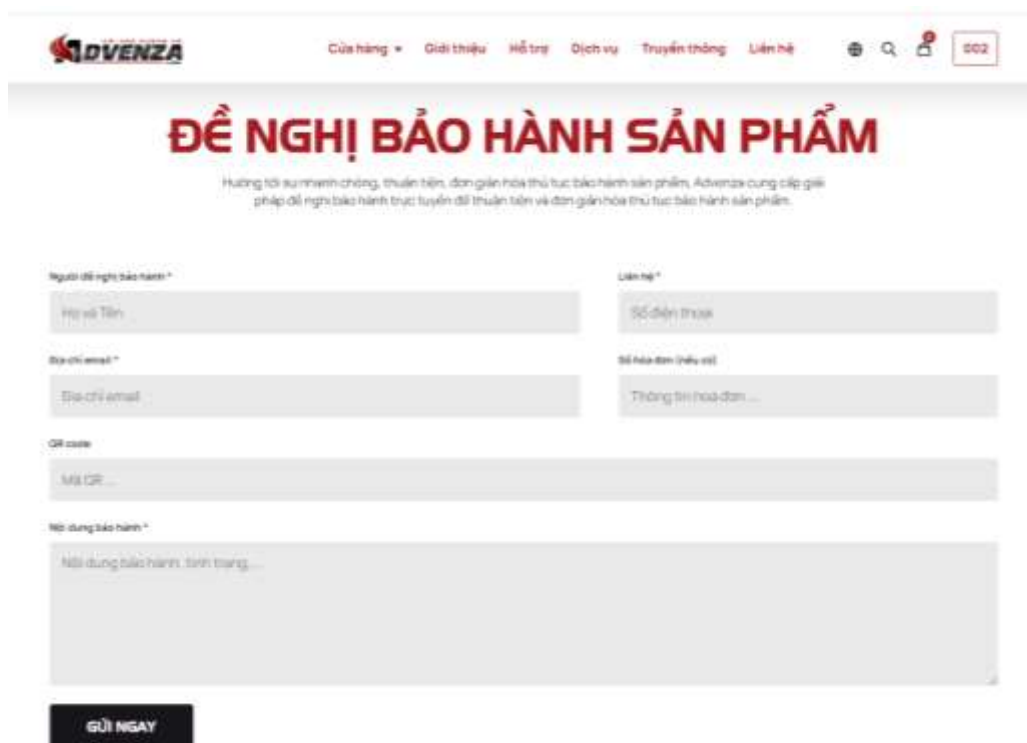 ADVENZA
Cửa hàng Giới thiệu Hỗ trợ Dịch vụ Truyền thông Liên hệ 002
ĐỀ NGHỊ BẢO HÀNH SẢN PHẨM
Hướng tới sự nhanh chóng, thuận tiện, đơn giản hóa thủ tục bảo hành sản phẩm, Advenza cung cấp giải
pháp đề nghị bảo hành trực tuyến để thuận tiện và đơn giản hóa thủ tục bảo hành sản phẩm.
Người đề nghị bảo hành * Liên hệ *
Họ và Tên Số điện thoại
Địa chỉ email * Số hóa đơn (nếu có)
Địa chỉ email Thông tin hoá đơn ...
QR code
Mã QR ...
Nội dung bảo hành *
Nội dung bảo hành, tình trạng, ...
GỬI NGAY